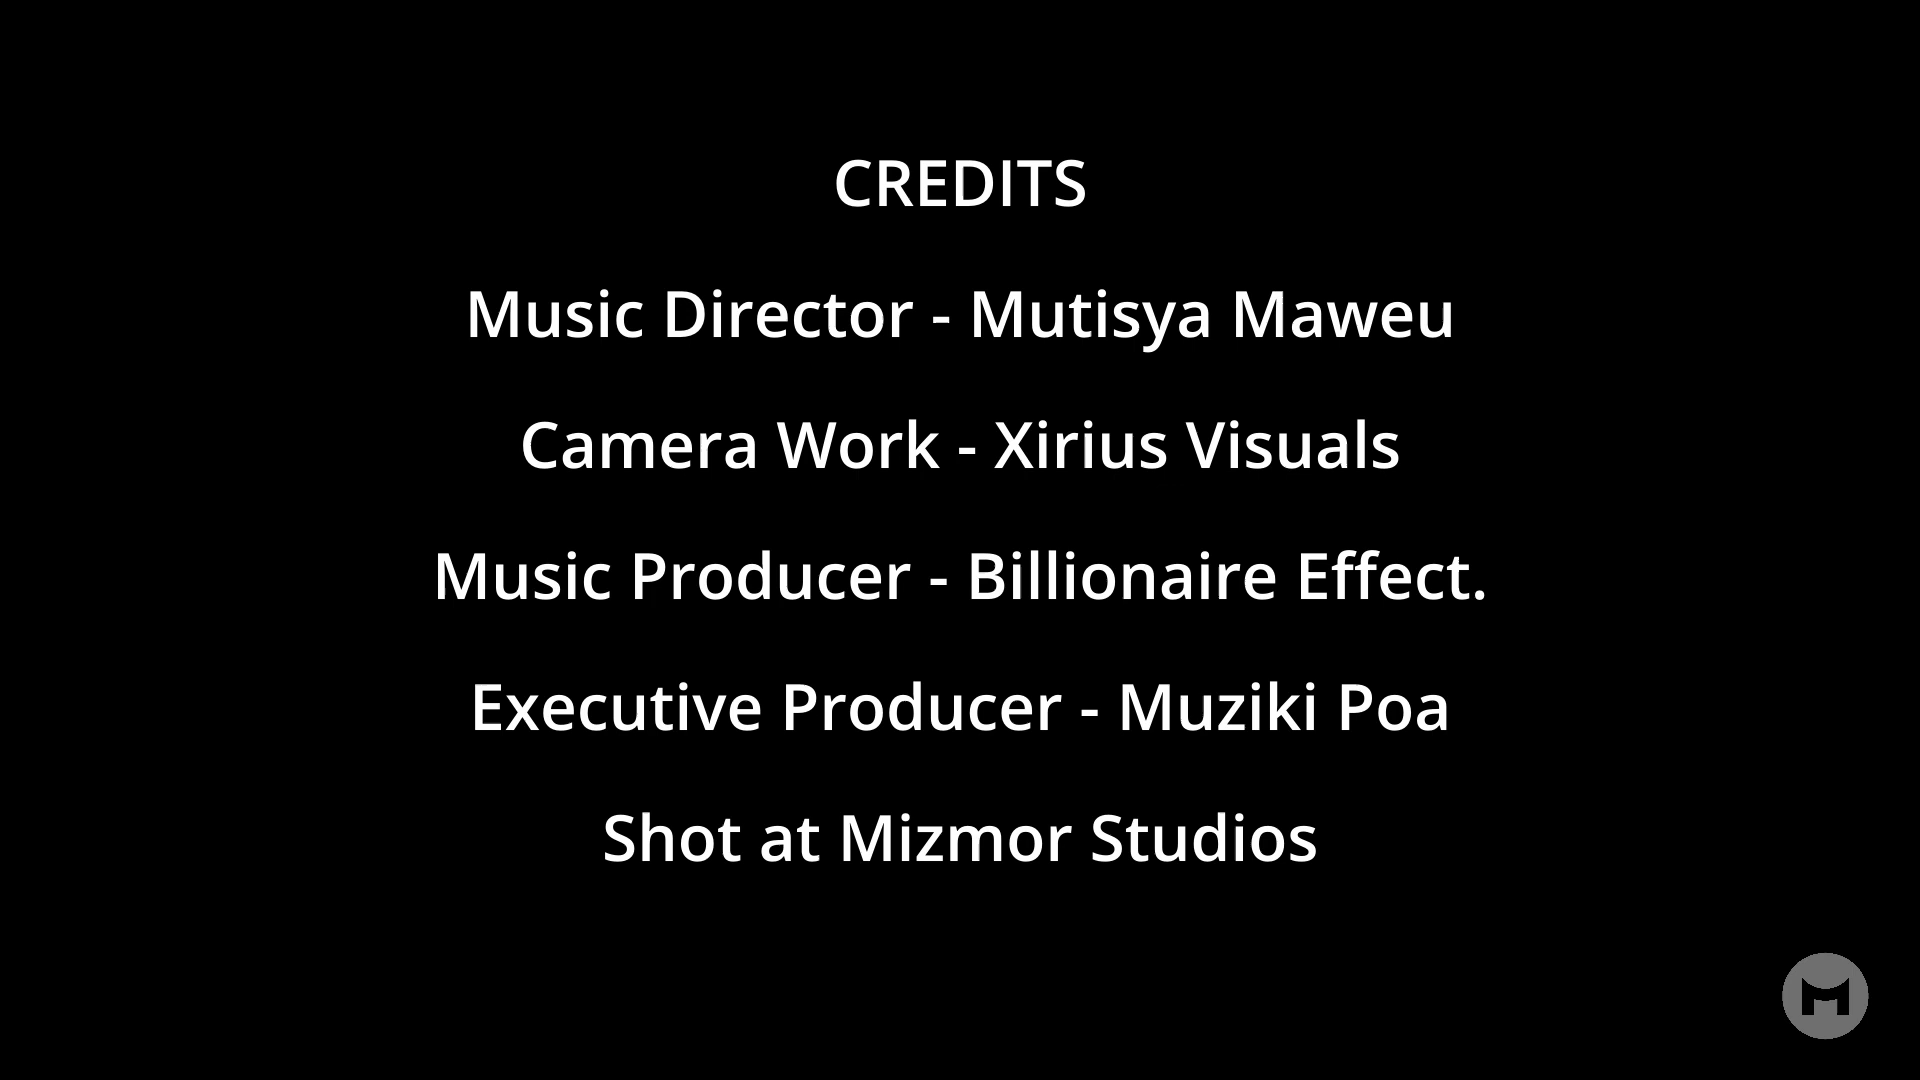 CREDITS
Music Director - Mutisya Maweu
Camera Work - Xirius Visuals
Music Producer - Billionaire Effect.
Executive Producer - Muziki Poa
Shot at Mizmor Studios